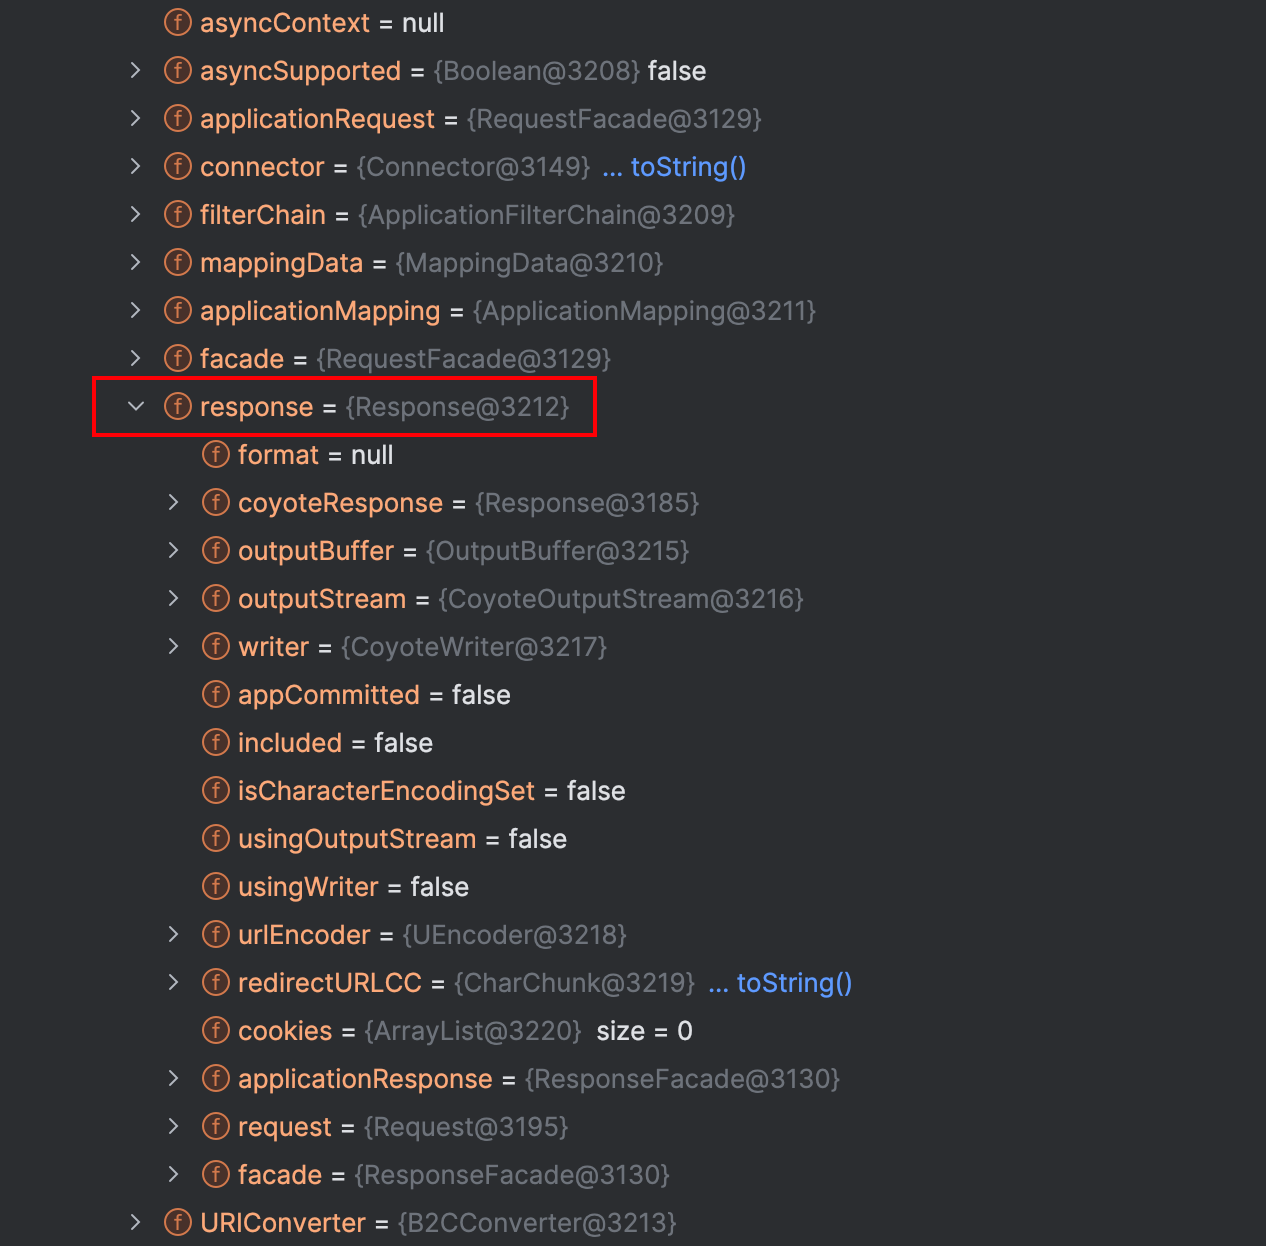 f asyncContext = null
f asyncSupported = {Boolean@3208} false
f applicationRequest = {RequestFacade@3129}
f connector = {Connector@3149} ... toString()
f filterChain = {ApplicationFilterChain@3209}
f mappingData = {MappingData@3210}
f applicationMapping = {ApplicationMapping@3211}
f facade = {RequestFacade@3129}
f response = {Response@3212}
f format = null
f coyoteResponse = {Response@3185}
f outputBuffer = {OutputBuffer@3215}
f outputStream = {CoyoteOutputStream@3216}
f writer = {CoyoteWriter@3217}
f appCommitted = false
f included = false
f isCharacterEncodingSet = false
f usingOutputStream = false
f usingWriter = false
f urlEncoder = {UEncoder@3218}
f redirectURLCC = {CharChunk@3219} ... toString()
f cookies = {ArrayList@3220} size = 0
f applicationResponse = {ResponseFacade@3130}
f request = {Request@3195}
f facade = {ResponseFacade@3130}
f URIConverter = {B2CConverter@3213}